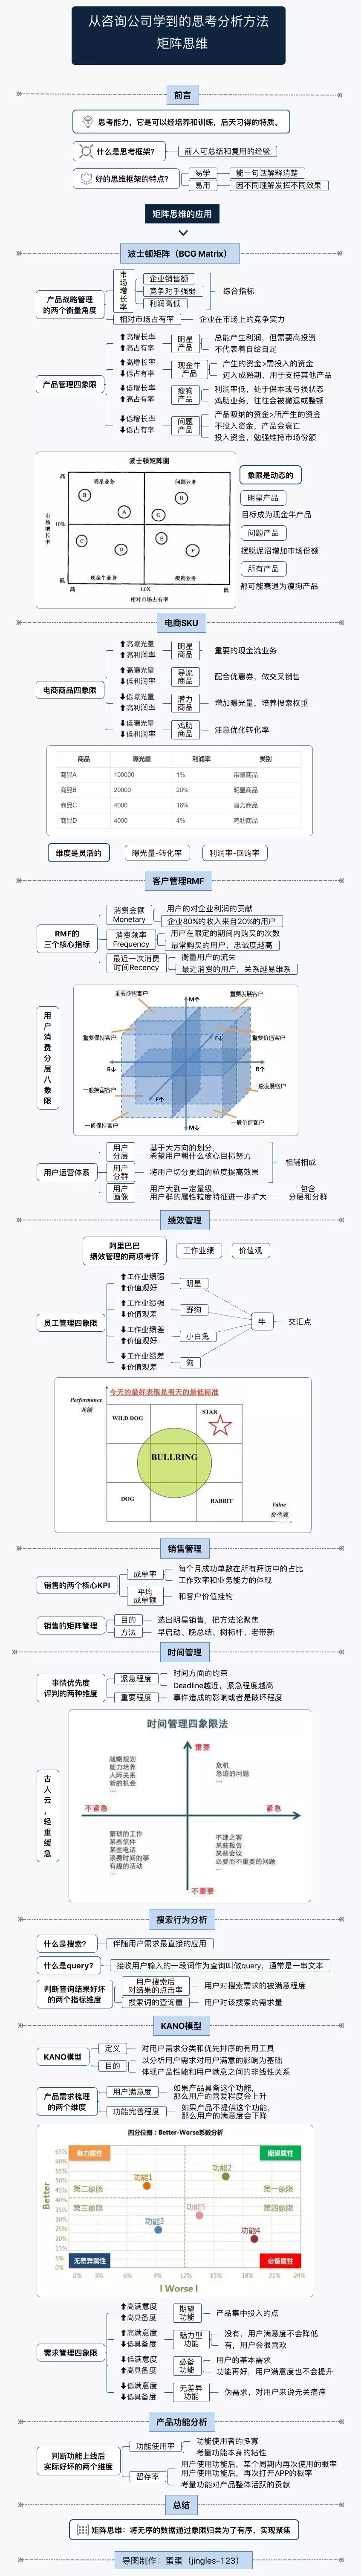 从咨询公司学到的思考分析方法
矩阵思维
前言
思考能力，它是可以经培养和训练，后天习得的特质。
什么是思考框架?
前人可总结和复用的经验
好的思维框架的特点?
易学
能一句话解释清楚
易用
因不同理解发挥不同效果
矩阵思维的应用
波士顿矩阵（BCG Matrix）
产品战略管理
的两个衡量角度
市场增长率
企业销售额
竞争对手强弱
利润高低
综合指标
相对市场占有率
企业在市场上的竞争实力
产品管理四象限
↑高增长率
↑高占有率
明星
产品
总能产生利润，但需要高投资
不代表着自给自足
↑高增长率
↓低占有率
现金牛
产品
产生的资金>需投入的资金
迈入成熟期，用于支持其他产品
↓低增长率
↑高占有率
瘦狗
产品
利润率低，处于保本或亏损状态
鸡肋业务，往往会被撤退或整顿
↓低增长率
↓低占有率
问题
产品
产品吸纳的资金>所产生的资金
不投入资金，产品会衰亡
投入资金，勉强维持市场份额
波士顿矩阵图
高
明星业务
问题业务
B
H
A
G
市场增长率
10%
C
D
E
F
低
现金牛业务
瘦狗业务
高
1.0X
低
相对市场占有率
象限是动态的
明星产品
目标成为现金牛产品
问题产品
摆脱泥沼增加市场份额
所有产品
都可能衰退为瘦狗产品
电商SKU
电商商品四象限
↑高曝光量
↑高利润率
明星
商品
重要的现金流业务
↑高曝光量
↓低利润率
导流
商品
配合优惠券，做交叉销售
↓低曝光量
↑高利润率
潜力
商品
增加曝光量，培养搜索权重
↓低曝光量
↓低利润率
鸡肋
商品
注意优化转化率
商品 曝光量 利润率 类别
商品A 100000 1% 带量商品
商品B 20000 20% 明星商品
商品C 4000 16% 潜力商品
商品D 4000 4% 鸡肋商品
维度是灵活的
曝光量-转化率
利润率-回购率
客户管理RMF
RMF的
三个核心指标
消费金额
Monetary
用户的对企业利润的贡献
企业80%的收入来自20%的用户
消费频率
Frequency
用户在限定的期间内购买的次数
最常购买的用户，忠诚度越高
最近一次消费
时间Recency
衡量用户的流失
最近消费的用户，关系越易维系
用户消费分层八象限
重要挽留客户
M↑
重要发展客户
重要保持客户
F↓
重要价值客户
R↓
R↑
一般挽留客户
F↑
一般发展客户
一般保持客户
M↓
一般价值客户
用户运营体系
用户
分层
基于大方向的划分，
希望用户朝什么核心目标努力
用户
分群
将用户切分更细的粒度提高效果
相辅相成
用户
画像
用户大到一定量级，
用户群的属性粒度特征进一步扩大
包含
分层和分群
绩效管理
阿里巴巴
绩效管理的两项考评
工作业绩
价值观
员工管理四象限
↑工作业绩强
↑价值观好
明星
↑工作业绩强
↓价值观差
野狗
↓工作业绩差
↑价值观好
小白兔
↓工作业绩差
↓价值观差
狗
牛
交汇点
今天的最好表现是明天的最低标准
Performance
业绩
WILD DOG
STAR
BULLRING
DOG
RABBIT
Value
价值观
销售管理
销售的两个核心KPI
成单率
每个月成功单数在所有拜访中的占比
工作效率和业务能力的体现
平均
成单额
和客户价值挂钩
销售的矩阵管理
目的
选出明星销售，把方法论聚焦
方法
早启动、晚总结、树标杆、老带新
时间管理
事情优先度
评判的两种维度
紧急程度
时间方面的约束
Deadline越近，紧急程度越高
重要程度
事件造成的影响或者是破坏程度
古人云，轻重缓急
时间管理四象限法
重要
战略规划
能力培养
人际关系
新的机会
…
危机
急迫的问题
…
不紧急
紧急
繁琐的工作
某些信件
某些电话
浪费时间的事
有趣的活动
…
不速之客
某些报告
某些会议
必要而不重要的问题
…
不重要
搜索行为分析
什么是搜索?
伴随用户需求最直接的应用
什么是query?
接收用户输入的一段词作为查询叫做query，通常是一串文本
判断查询结果好坏
的两个指标维度
用户搜索后
对结果的点击率
用户对搜索需求的被满意程度
搜索词的查询量
用户对该搜索的需求量
KANO模型
KANO模型
定义
对用户需求分类和优先排序的有用工具
目的
以分析用户需求对用户满意的影响为基础
体现产品性能和用户满意之间的非线性关系
产品需求梳理
的两个维度
用户满意度
如果产品具备这个功能，
那么用户的喜爱程度会上升
功能完善程度
如果产品不提供这个功能，
那么用户的满意度会下降
四分位图：Better-Worse系数分析
Better
65%
60%
55%
50%
45%
40%
35%
30%
25%
20%
15%
5%
0%
魅力属性
期望属性
功能1
功能2
第二象限
第一象限
第三象限
第四象限
功能5
功能3
功能4
无差异属性
必备属性
0% 3% 6% 9% 12% 15% 18% 21% 24%
| Worse |
需求管理四象限
↑高满意度
↑高具备度
期望
功能
产品集中投入的点
↑高满意度
↓低具备度
魅力型
功能
没有，用户满意度不会降低
有，用户会很喜欢
↓低满意度
↑高具备度
必备
功能
用户的基本需求
功能再好，用户满意度也不会提升
↓低满意度
↓低具备度
无差异
功能
伪需求，对用户来说无关痛痒
产品功能分析
判断功能上线后
实际好坏的两个维度
功能使用率
功能使用者的多寡
考量功能本身的粘性
留存率
用户使用功能后，某个周期内再次使用的概率
用户使用功能后，再次打开APP的概率
考量功能对产品整体活跃的贡献
总结
矩阵思维：将无序的数据通过象限归类为了有序，实现聚焦
导图制作：蛋蛋（jingles-123）